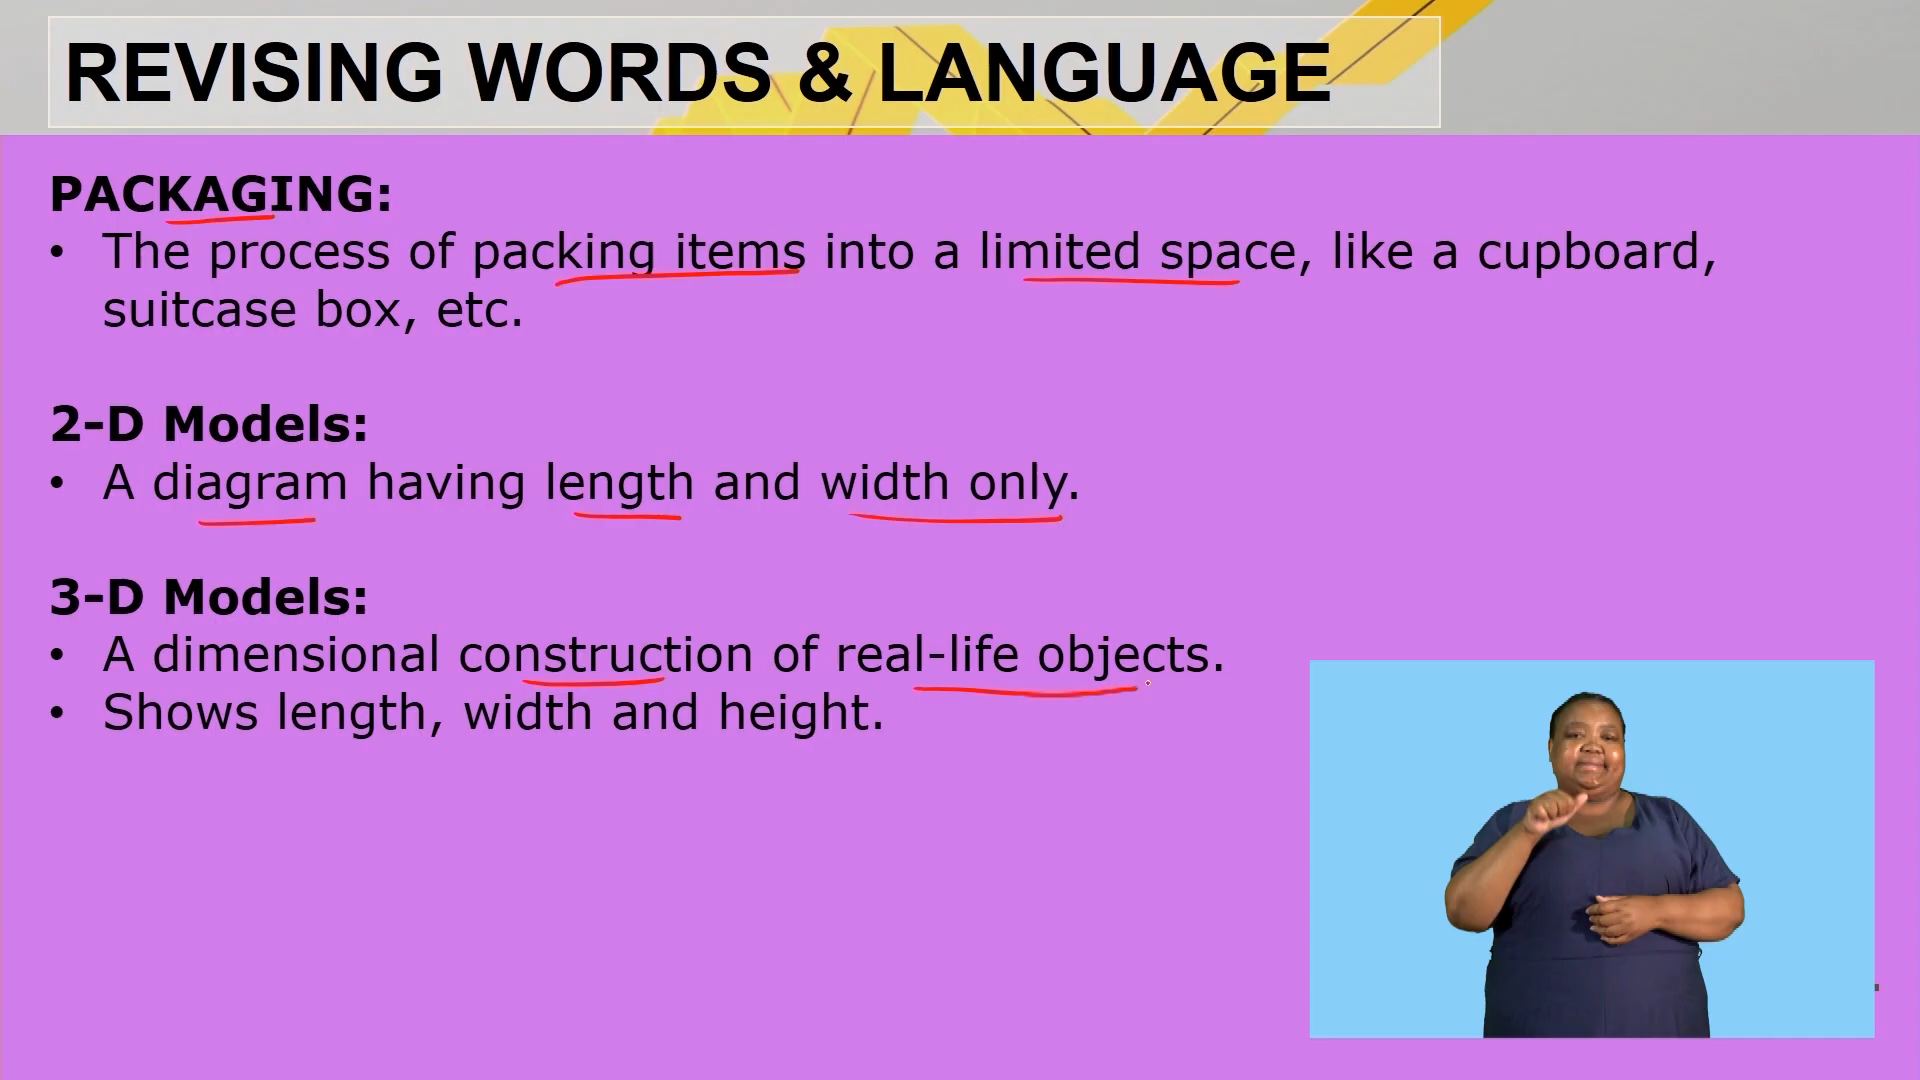 REVISING WORDS & LANGUAGE
PACKAGING:
• The process of packing items into a limited space, like a cupboard,
suitcase box, etc.
2-D Models:
• A diagram having length and width only.
3-D Models:
• A dimensional construction of real-life objects.
• Shows length, width and height.